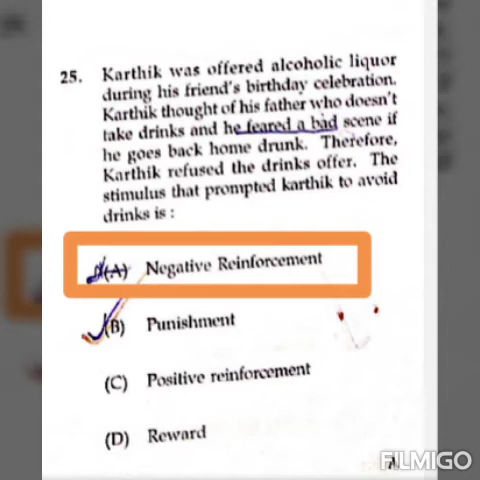 25. Karthik was offered alcoholic liquor
during his friend's birthday celebration.
Karthik thought of his father who doesn't
take drinks and he feared a bad scene if
he goes back home drunk. Therefore,
Karthik refused the drinks offer. The
stimulus that prompted karthik to avoid
drinks is :
(A) Negative Reinforcement
(B) Punishment
(C) Positive reinforcement
(D) Reward
FILMIGO